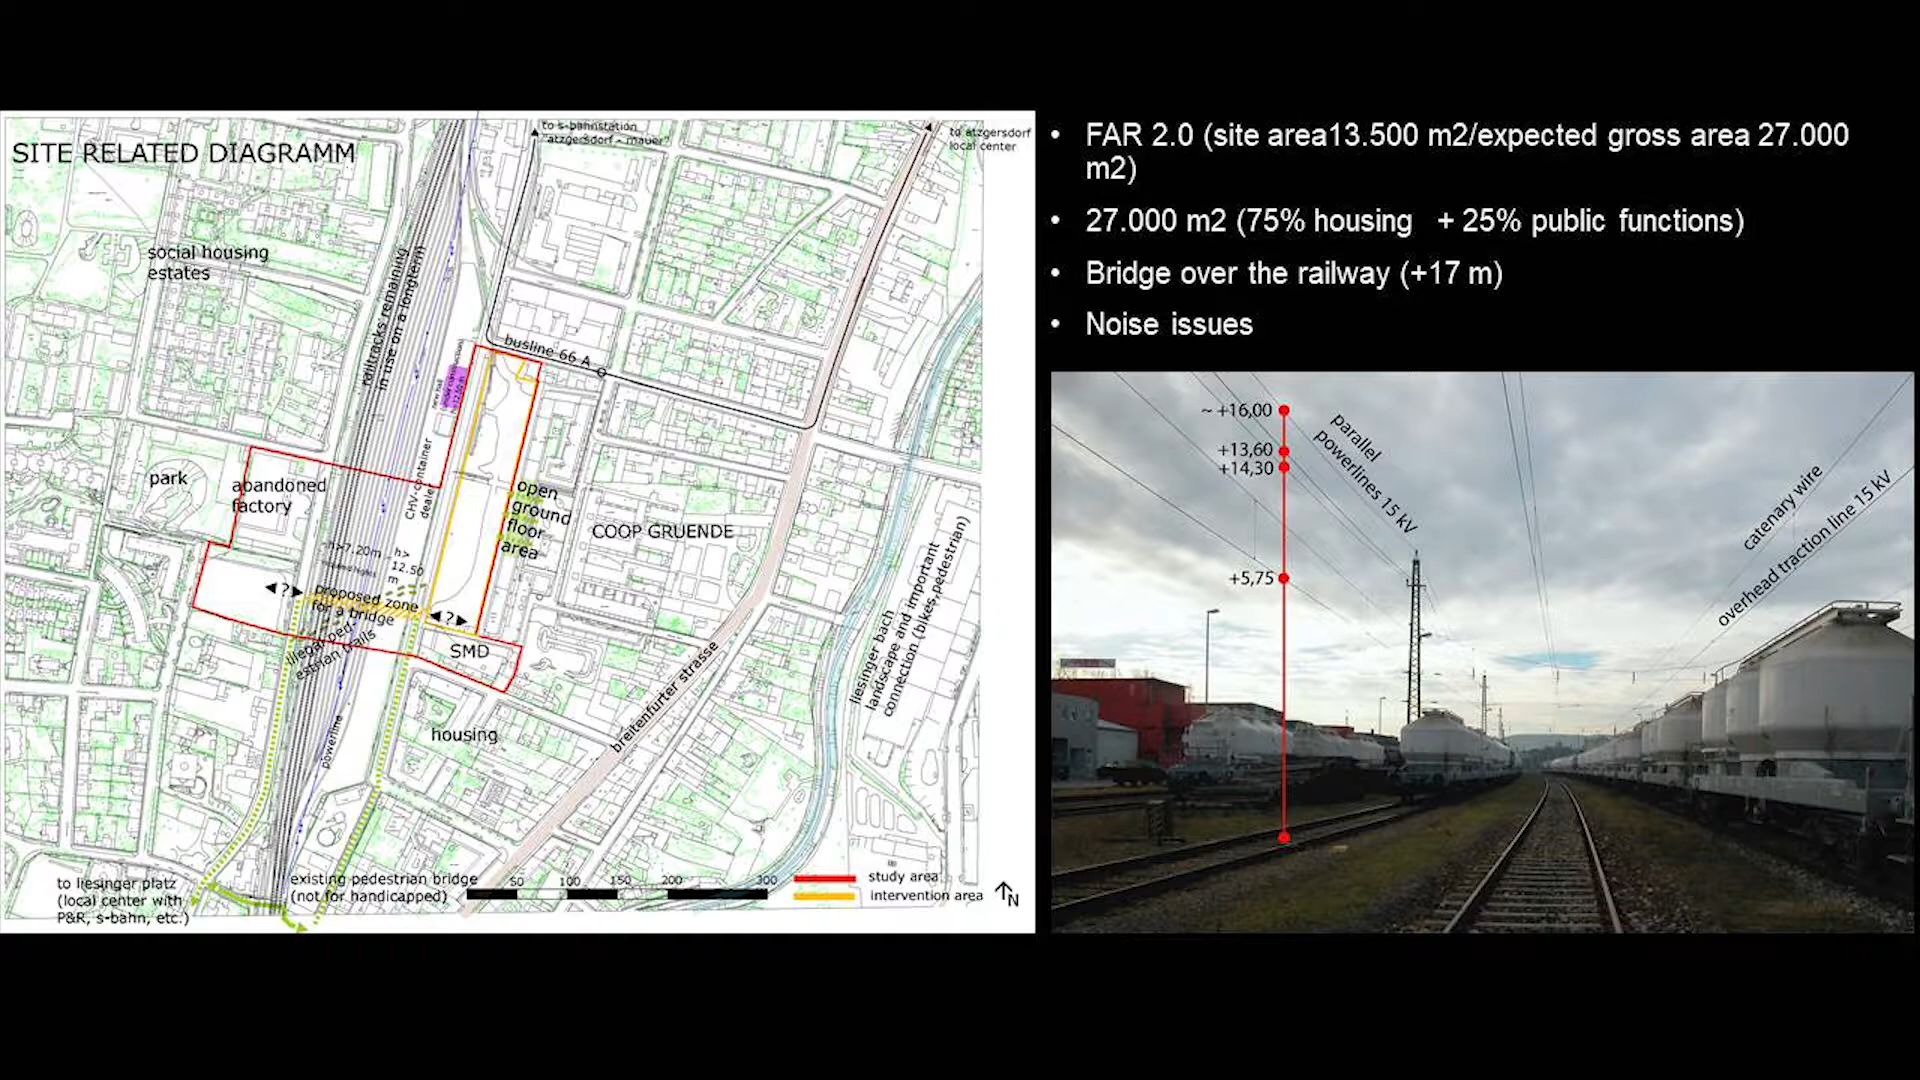 SITE RELATED DIAGRAMM
to s-bahnstation
"atzgersdorf - mauer"
to atzgersdorf
local center
social housing
estates
railtracks remaining
in use on a longterm
busline 66 A
park
abandoned
factory
CHV-container
dealer
open
ground
floor
area
COOP GRUENDE
~h>7.20m
h>
12.50
m
◄?►
proposed zone
for a bridge
◄?►
illegal ped-
estrian trails
SMD
powerline
housing
breitenfurter strasse
liesinger bach
landscape and important
connection (bikes,pedestrian)
to liesinger platz
(local center with
P&R, s-bahn, etc.)
existing pedestrian bridge
(not for handicapped)
50 100 150 200 300
study area
intervention area
N
• FAR 2.0 (site area13.500 m2/expected gross area 27.000
m2)
• 27.000 m2 (75% housing + 25% public functions)
• Bridge over the railway (+17 m)
• Noise issues
~ +16,00
+13,60
+14,30
+5,75
parallel
powerlines 15 kV
catenary wire
overhead traction line 15 kV